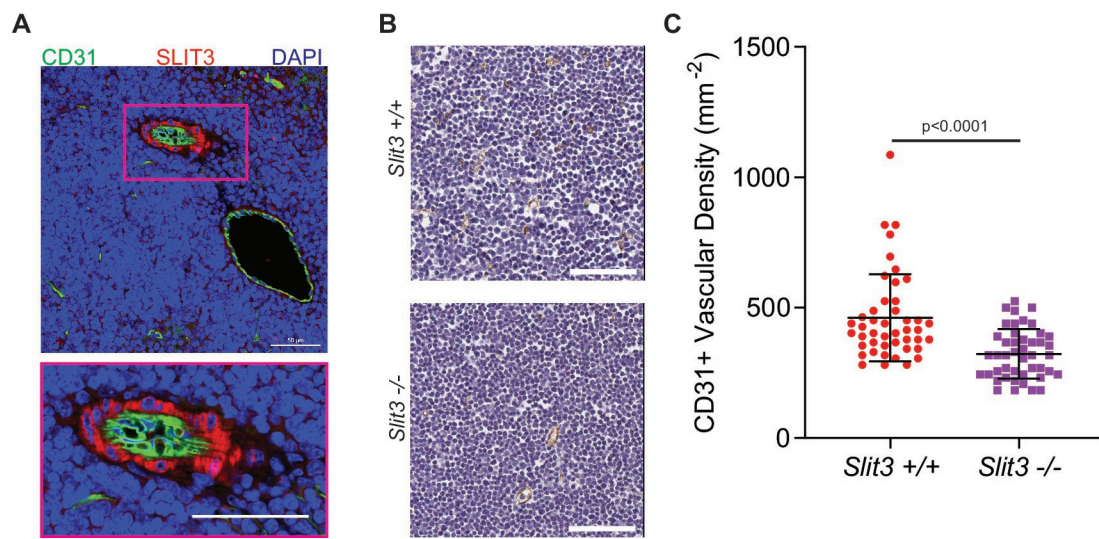 A
CD31 SLIT3 DAPI
50 µm
B
Slit3 +/+
Slit3 -/-
C
CD31+ Vascular Density (mm⁻²)
1500
1000
500
0
p<0.0001
Slit3 +/+
Slit3 -/-